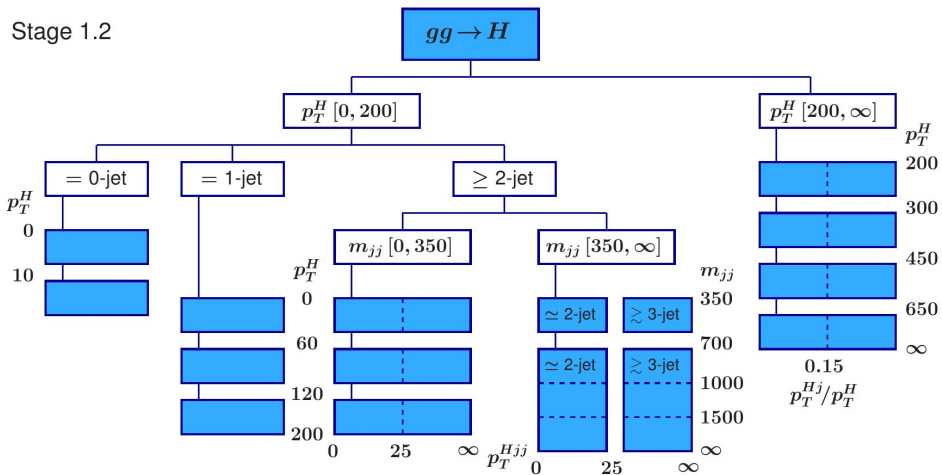 Stage 1.2
gg → H
p_T^H [0, 200]
p_T^H [200, ∞]
= 0-jet
= 1-jet
≥ 2-jet
p_T^H
0
10
m_jj [0, 350]
m_jj [350, ∞]
p_T^H
0
60
120
200
0
25
∞
m_jj
350
700
1000
1500
∞
≃ 2-jet
≳ 3-jet
≃ 2-jet
≳ 3-jet
p_T^Hjj
0
25
∞
p_T^H
200
300
450
650
∞
0.15
p_T^Hj/p_T^H